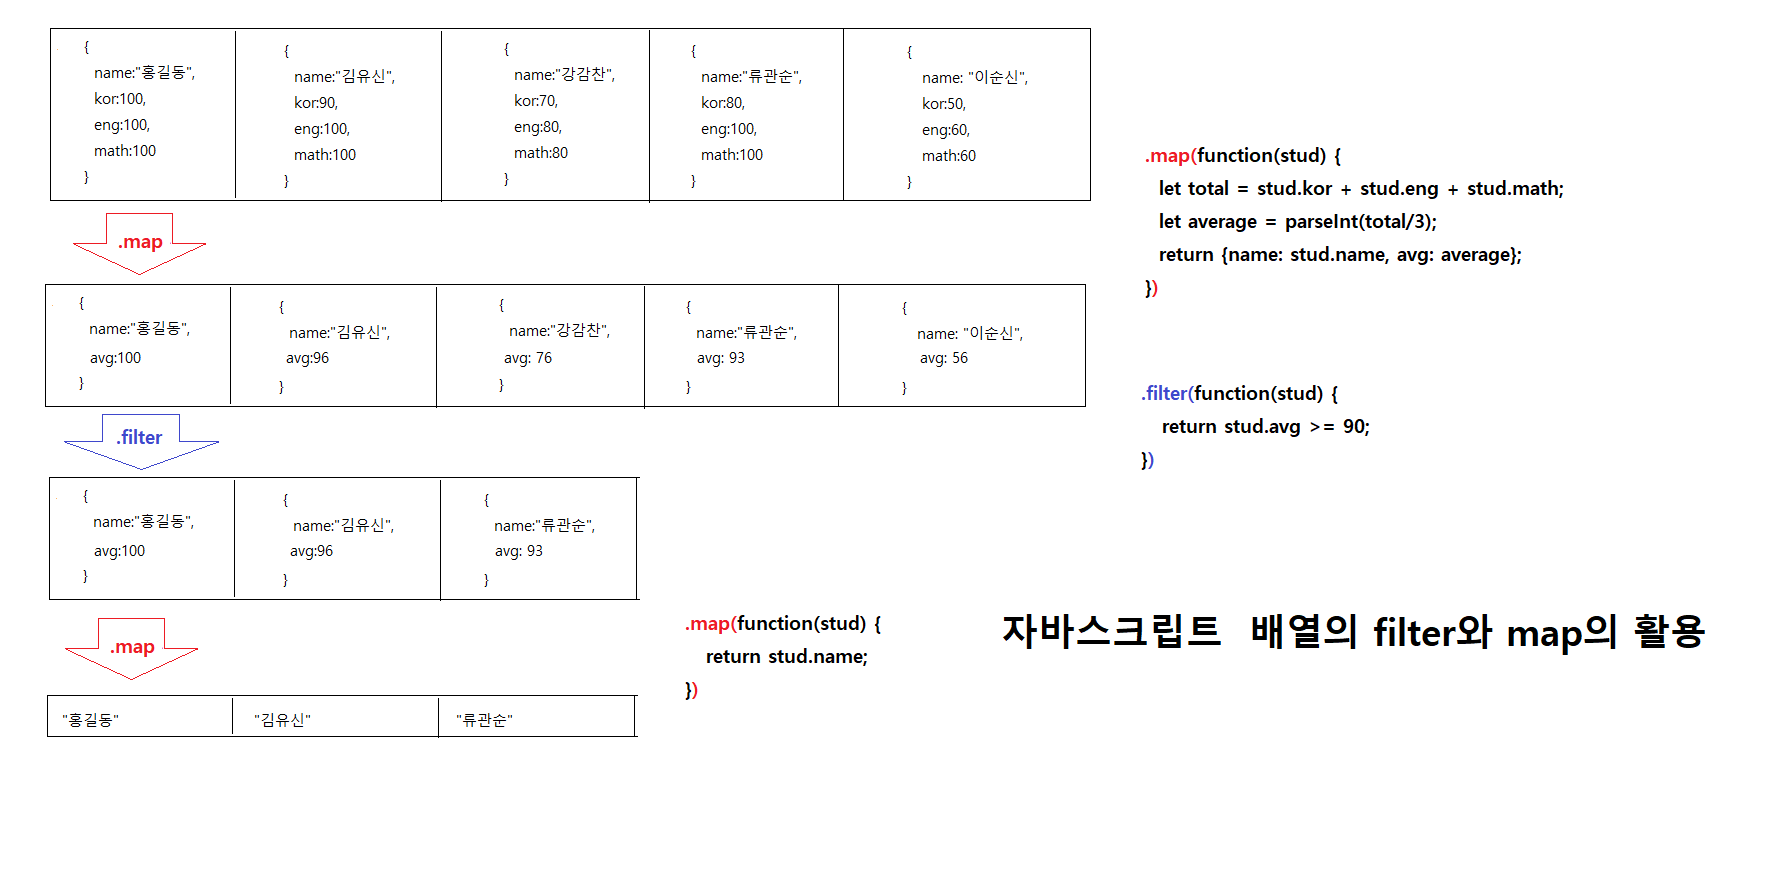 {
name:"홍길동",
kor:100,
eng:100,
math:100
}
{
name:"김유신",
kor:90,
eng:100,
math:100
}
{
name:"강감찬",
kor:70,
eng:80,
math:80
}
{
name:"류관순",
kor:80,
eng:100,
math:100
}
{
name: "이순신",
kor:50,
eng:60,
math:60
}
.map
.map(function(stud) {
let total = stud.kor + stud.eng + stud.math;
let average = parseInt(total/3);
return {name: stud.name, avg: average};
})
{
name:"홍길동",
avg:100
}
{
name:"김유신",
avg:96
}
{
name:"강감찬",
avg: 76
}
{
name:"류관순",
avg: 93
}
{
name: "이순신",
avg: 56
}
.filter
.filter(function(stud) {
return stud.avg >= 90;
})
{
name:"홍길동",
avg:100
}
{
name:"김유신",
avg:96
}
{
name:"류관순",
avg: 93
}
.map
.map(function(stud) {
return stud.name;
})
자바스크립트 배열의 filter와 map의 활용
"홍길동"
"김유신"
"류관순"